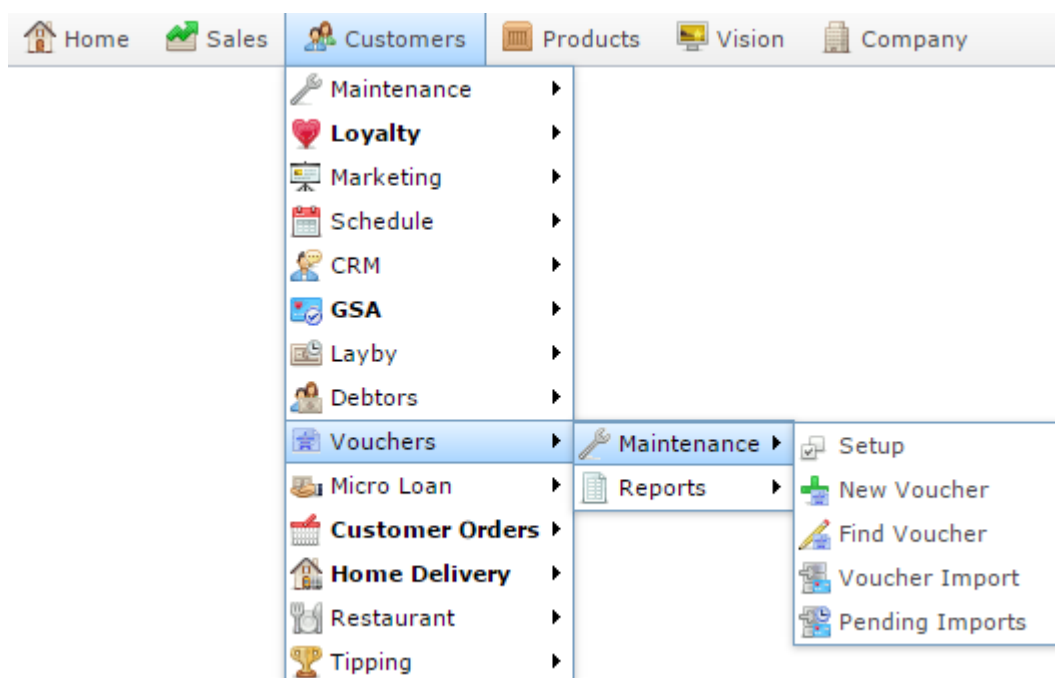 Home Sales Customers Products Vision Company
Maintenance
Loyalty
Marketing
Schedule
CRM
GSA
Layby
Debtors
Vouchers Maintenance Setup
Micro Loan Reports New Voucher
Customer Orders Find Voucher
Home Delivery Voucher Import
Restaurant Pending Imports
Tipping